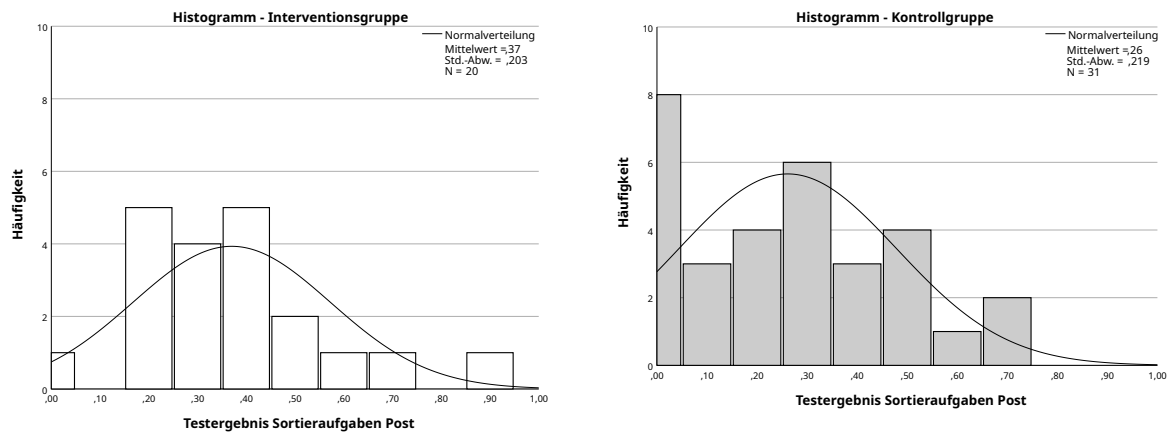 Histogramm - Interventionsgruppe
Normalverteilung
Mittelwert =,37
Std.-Abw. = ,203
N = 20
10
8
6
4
2
0
Häufigkeit
,00 ,10 ,20 ,30 ,40 ,50 ,60 ,70 ,80 ,90 1,00
Testergebnis Sortieraufgaben Post
Histogramm - Kontrollgruppe
Normalverteilung
Mittelwert =,26
Std.-Abw. = ,219
N = 31
10
8
6
4
2
0
Häufigkeit
,00 ,10 ,20 ,30 ,40 ,50 ,60 ,70 ,80 ,90 1,00
Testergebnis Sortieraufgaben Post